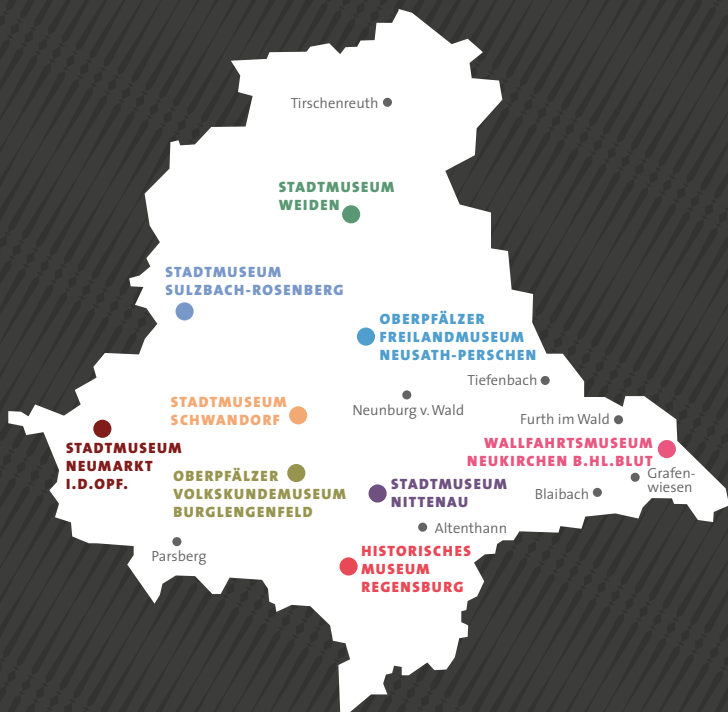 Tirschenreuth
STADTMUSEUM
WEIDEN
STADTMUSEUM
SULZBACH-ROSENBERG
OBERPFÄLZER
FREILANDMUSEUM
NEUSATH-PERSCHEN
Tiefenbach
Neunburg v. Wald
STADTMUSEUM
SCHWANDORF
Furth im Wald
WALLFAHRTSMUSEUM
NEUKIRCHEN B.HL.BLUT
STADTMUSEUM
NEUMARKT
I.D.OPF.
OBERPFÄLZER
VOLKSKUNDEMUSEUM
BURGLENGENFELD
STADTMUSEUM
NITTENAU
Grafen-
wiesen
Blaibach
Altenthann
Parsberg
HISTORISCHES
MUSEUM
REGENSBURG